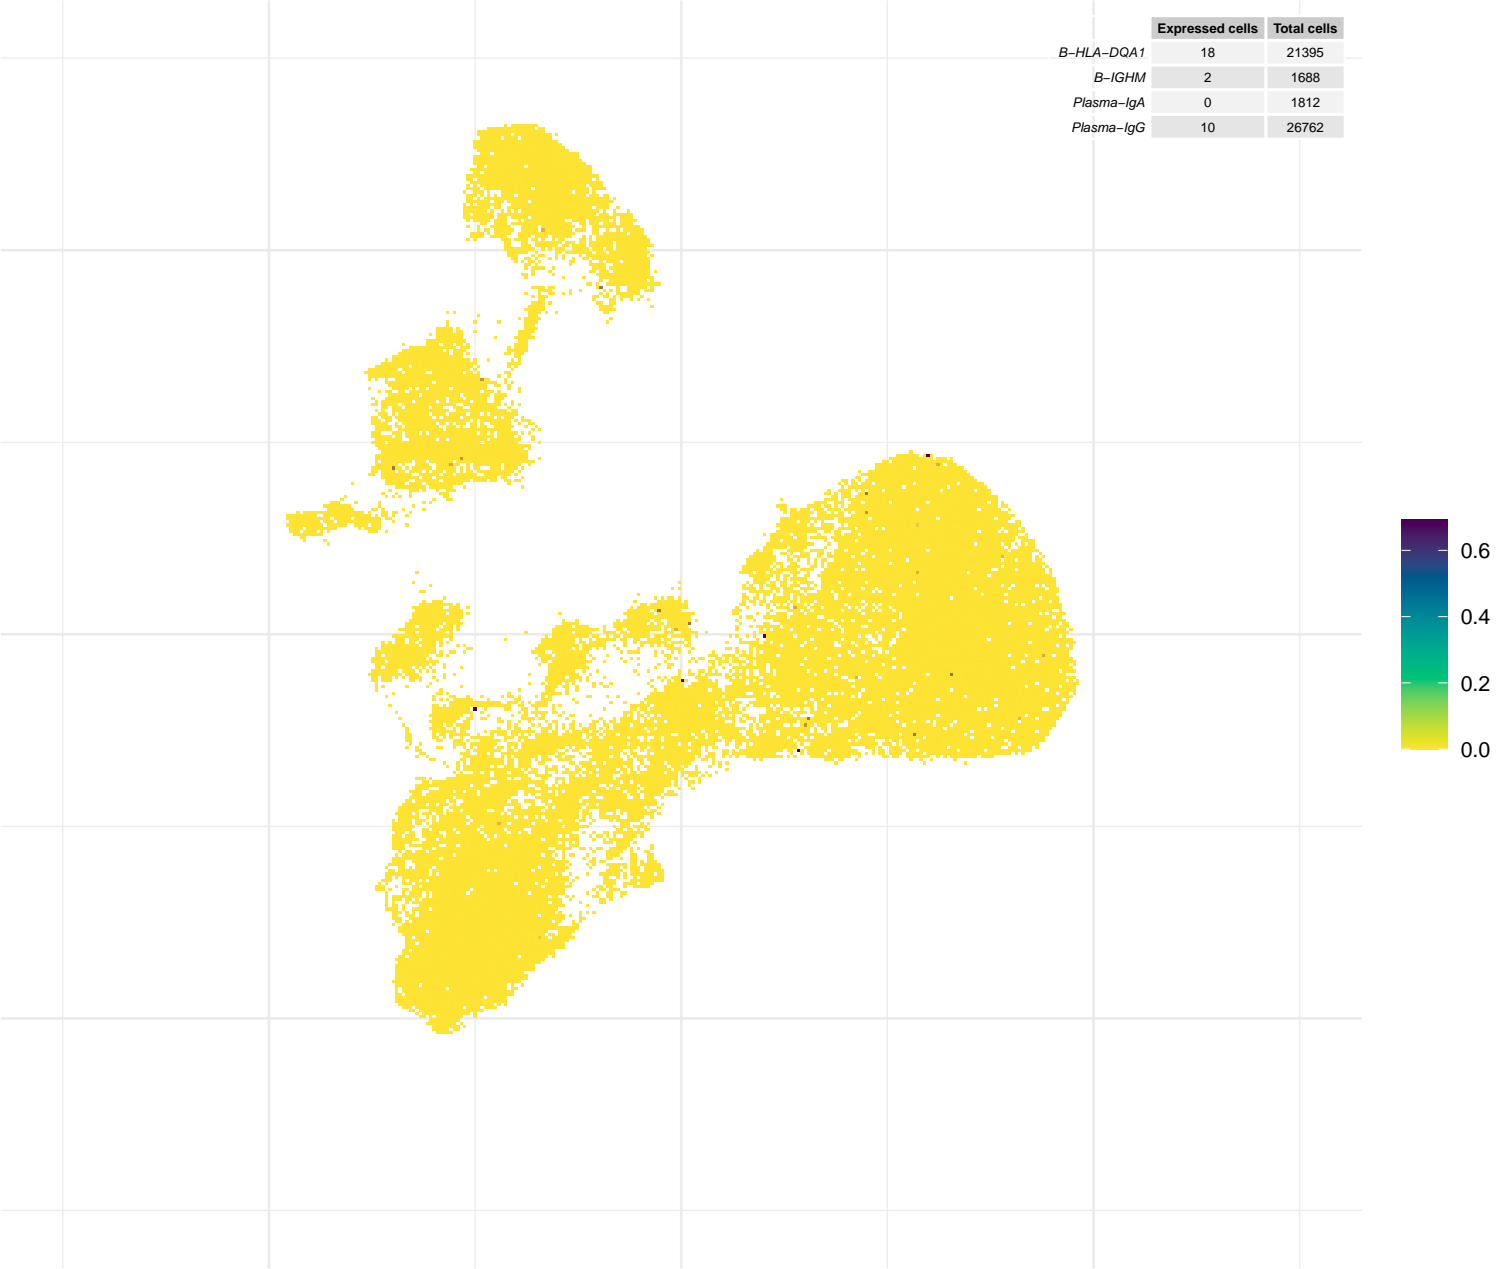 Expressed cells Total cells
B−HLA−DQA1 18 21395
B−IGHM 2 1688
Plasma−IgA 0 1812
Plasma−IgG 10 26762
0.6
0.4
0.2
0.0